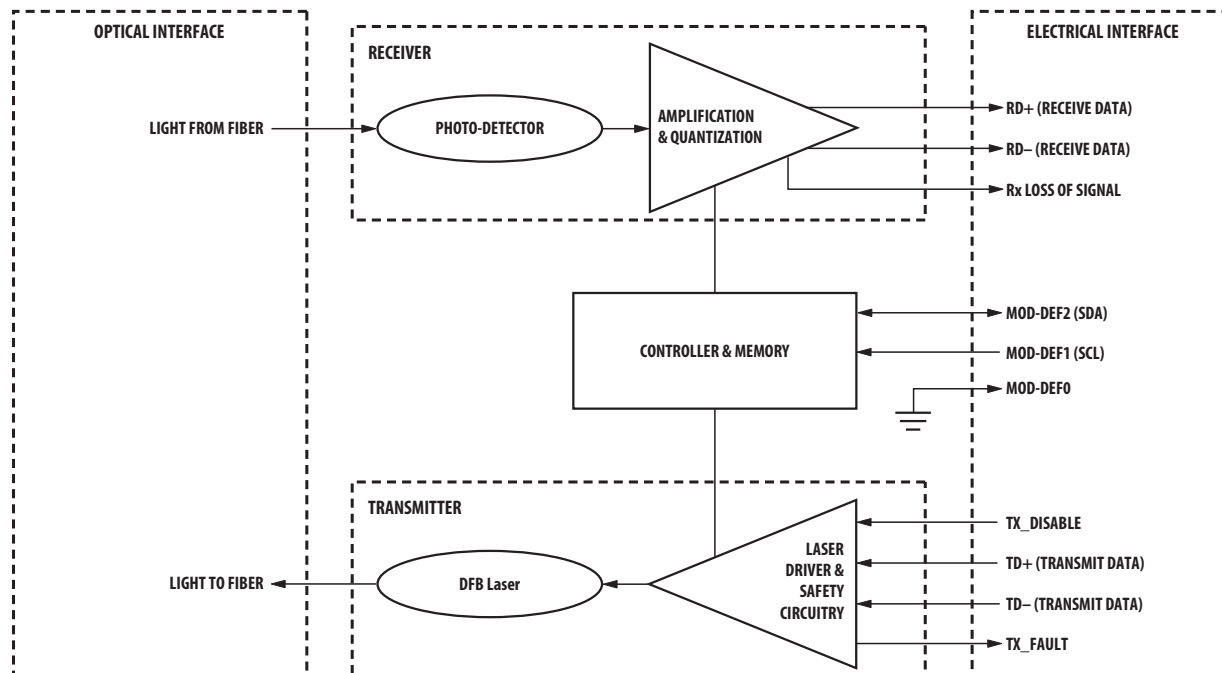 OPTICAL INTERFACE
ELECTRICAL INTERFACE
RECEIVER
LIGHT FROM FIBER
PHOTO-DETECTOR
AMPLIFICATION
& QUANTIZATION
RD+ (RECEIVE DATA)
RD– (RECEIVE DATA)
Rx LOSS OF SIGNAL
CONTROLLER & MEMORY
MOD-DEF2 (SDA)
MOD-DEF1 (SCL)
MOD-DEF0
TRANSMITTER
LIGHT TO FIBER
DFB Laser
LASER
DRIVER &
SAFETY
CIRCUITRY
TX_DISABLE
TD+ (TRANSMIT DATA)
TD– (TRANSMIT DATA)
TX_FAULT